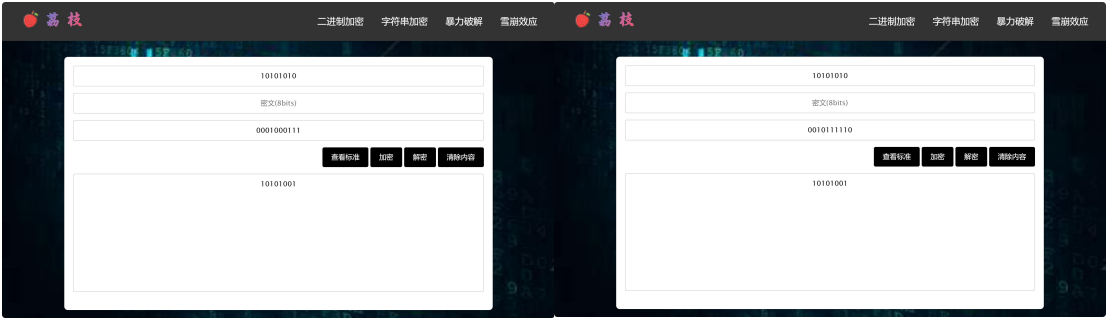 荔 枝
二进制加密 字符串加密 暴力破解 雪崩效应
10101010
密文(8bits)
0001000111
查看标准 加密 解密 清除内容
10101001
荔 枝
二进制加密 字符串加密 暴力破解 雪崩效应
10101010
密文(8bits)
0010111110
查看标准 加密 解密 清除内容
10101001